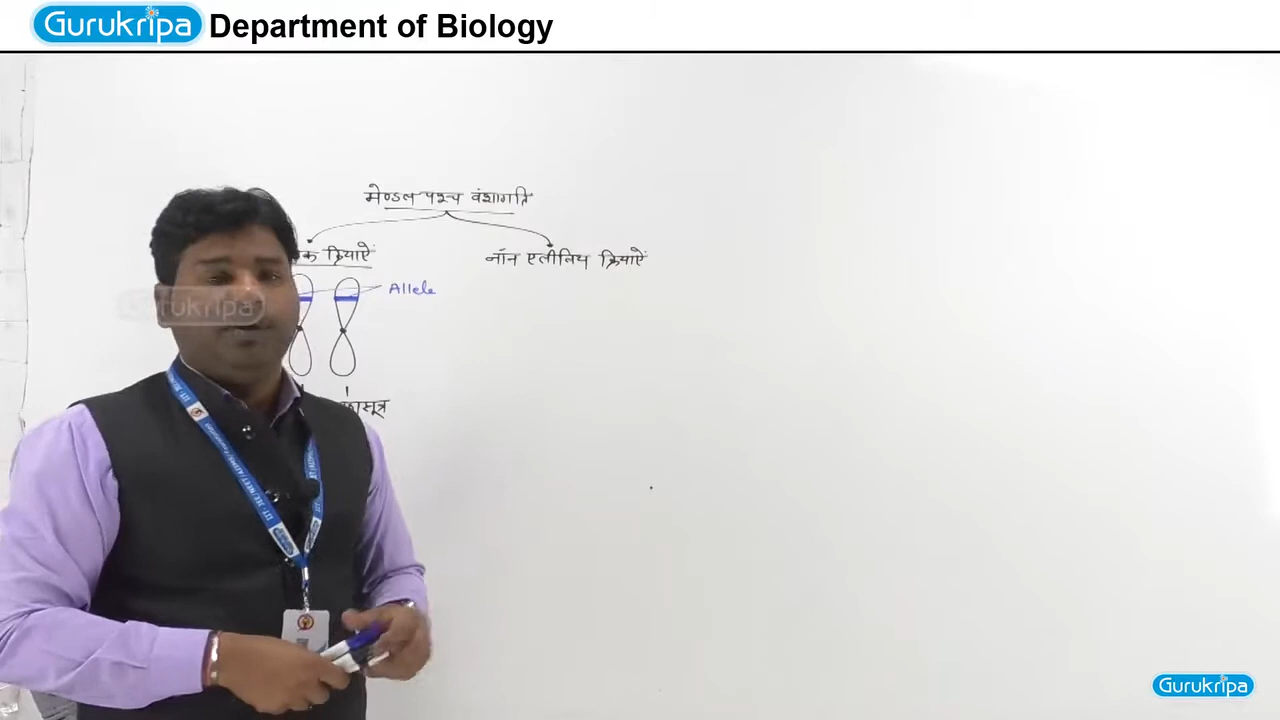 Gurukripa Department of Biology
मेण्डल पश्च वंशागति
क्रियाऐं
नॉन एलीलिय क्रियाऐं
Allele
Gurukripa
Gurukripa